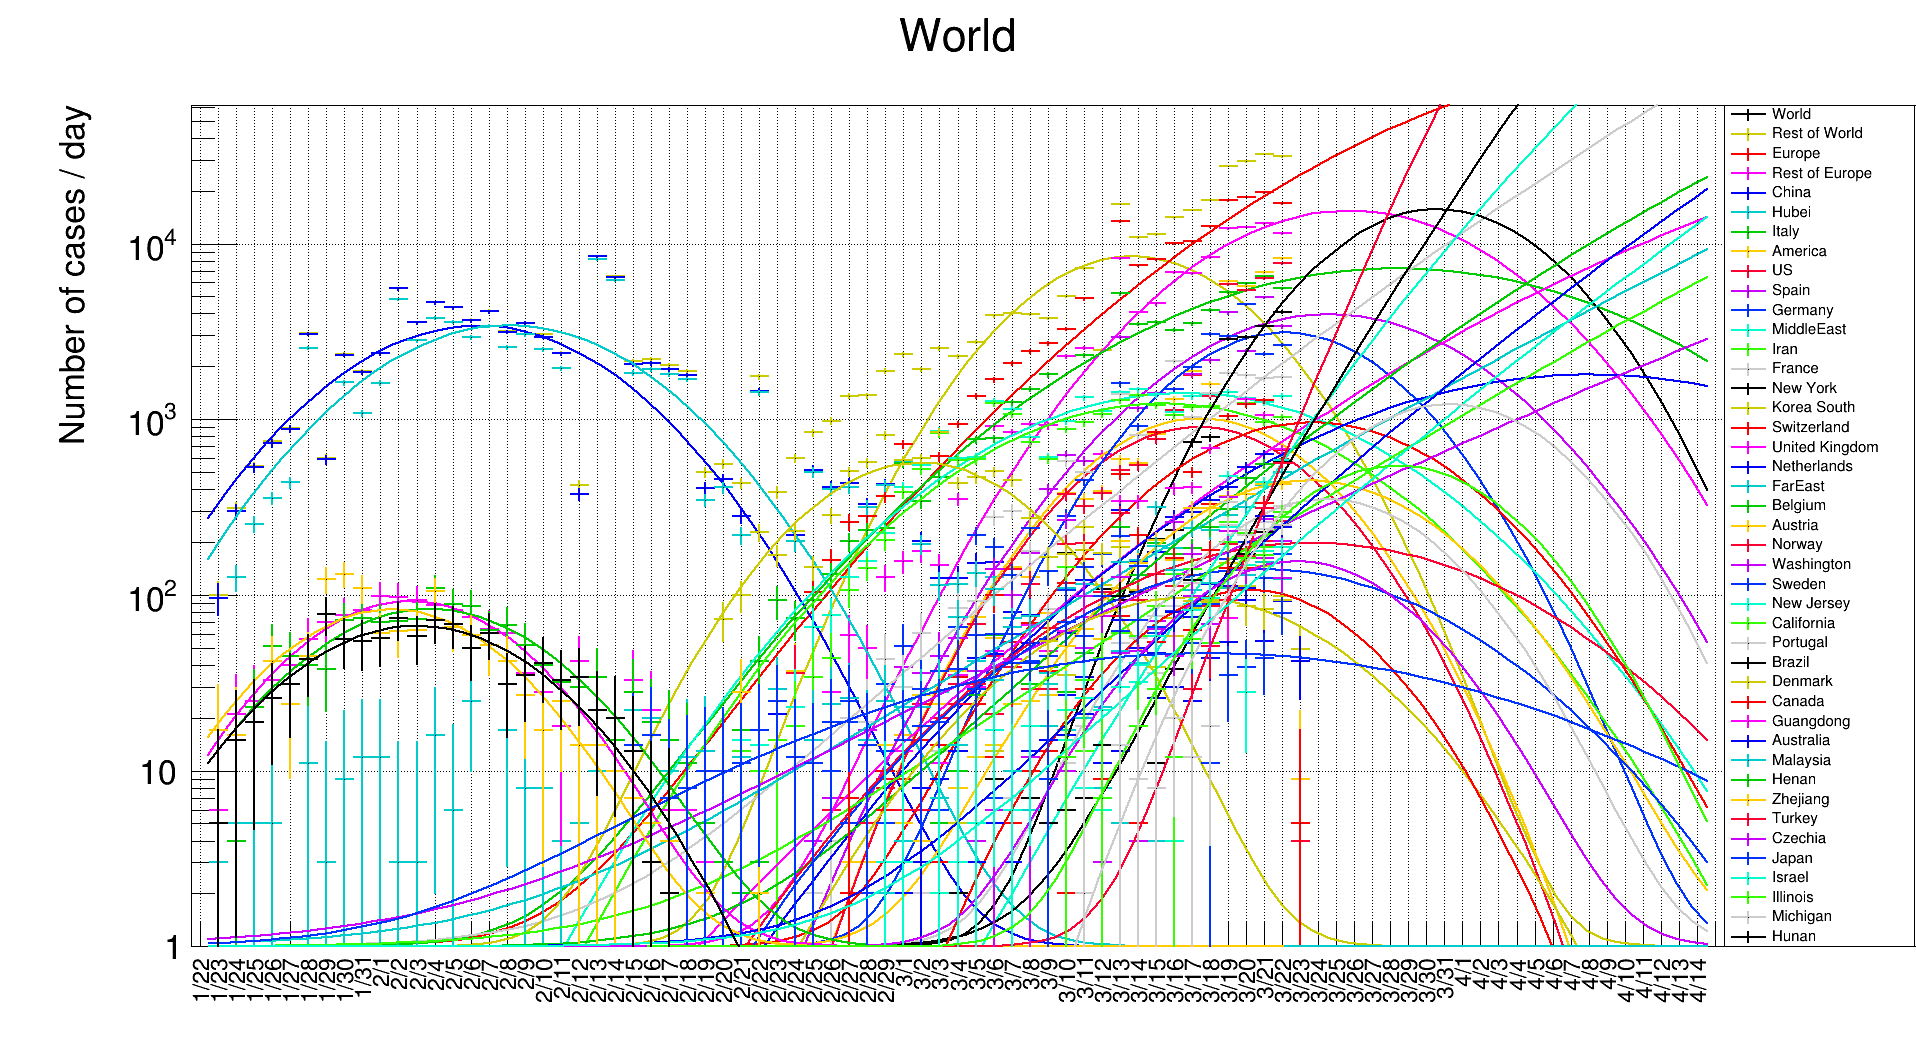 World
Number of cases / day
10⁴
10³
10²
10
1
1/22
1/23
1/24
1/25
1/26
1/27
1/28
1/29
1/30
1/31
2/1
2/2
2/3
2/4
2/5
2/6
2/7
2/8
2/9
2/10
2/11
2/12
2/13
2/14
2/15
2/16
2/17
2/18
2/19
2/20
2/21
2/22
2/23
2/24
2/25
2/26
2/27
2/28
2/29
3/1
3/2
3/3
3/4
3/5
3/6
3/7
3/8
3/9
3/10
3/11
3/12
3/13
3/14
3/15
3/16
3/17
3/18
3/19
3/20
3/21
3/22
3/23
3/24
3/25
3/26
3/27
3/28
3/29
3/30
3/31
4/1
4/2
4/3
4/4
4/5
4/6
4/7
4/8
4/9
4/10
4/11
4/12
4/13
4/14
World
Rest of World
Europe
Rest of Europe
China
Hubei
Italy
America
US
Spain
Germany
MiddleEast
Iran
France
New York
Korea South
Switzerland
United Kingdom
Netherlands
FarEast
Belgium
Austria
Norway
Washington
Sweden
New Jersey
California
Portugal
Brazil
Denmark
Canada
Guangdong
Australia
Malaysia
Henan
Zhejiang
Turkey
Czechia
Japan
Israel
Illinois
Michigan
Hunan